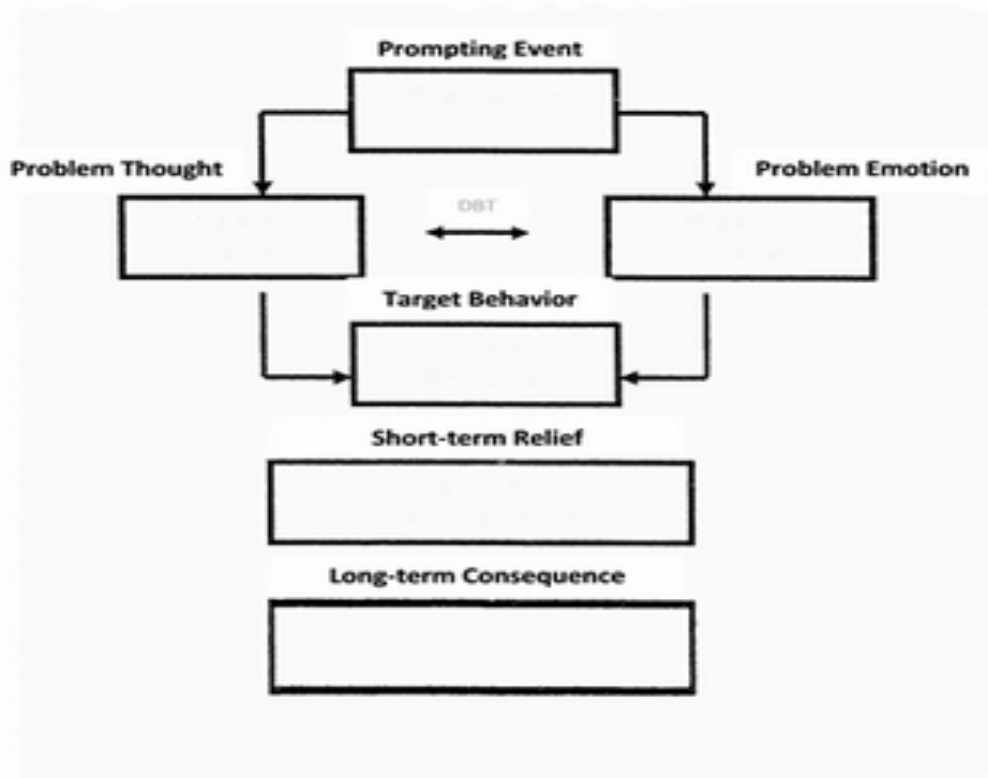 Prompting Event
Problem Thought
Problem Emotion
DBT
Target Behavior
Short-term Relief
Long-term Consequence